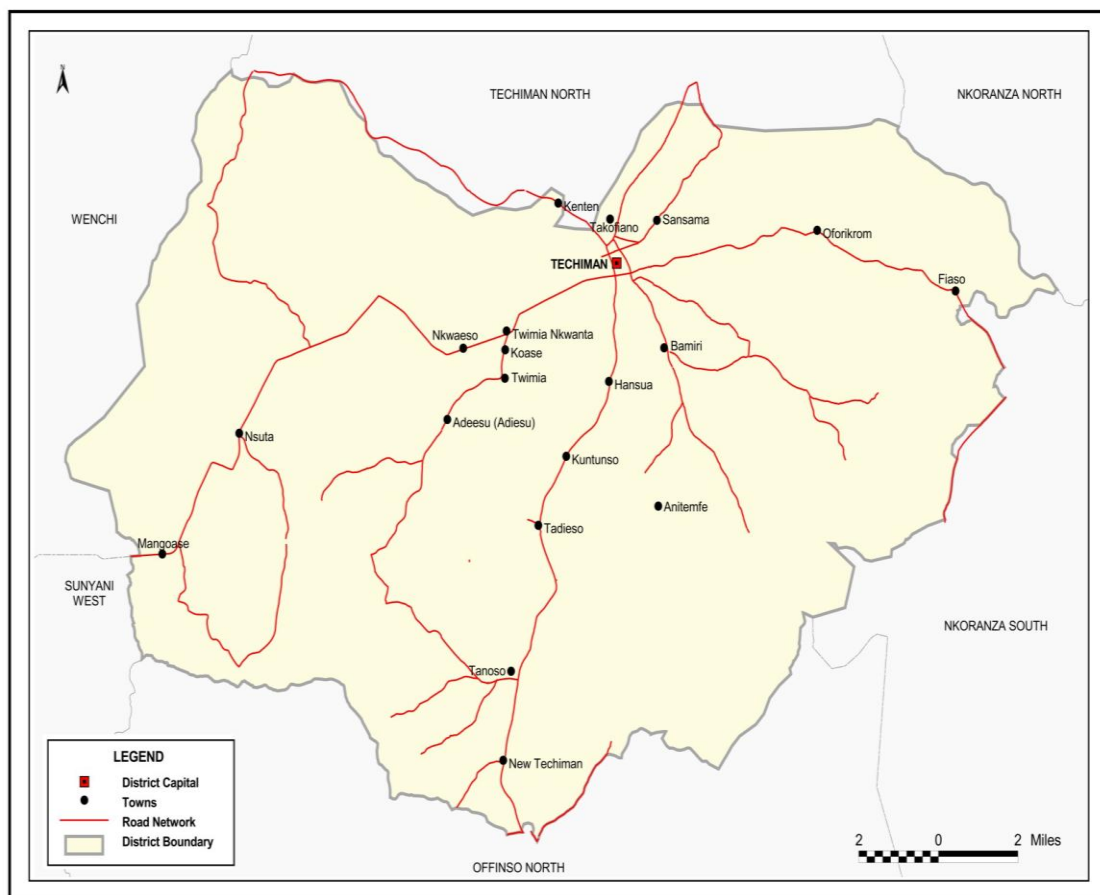 N
TECHIMAN NORTH
NKORANZA NORTH
WENCHI
Kenten
Takofiano
Sansama
Oforikrom
TECHIMAN
Fiaso
Nkwaeso
Twimia Nkwanta
Koase
Bamiri
Twimia
Hansua
Adeesu (Adiesu)
Nsuta
Kuntunso
Anitemfe
Tadieso
Mangoase
SUNYANI
WEST
NKORANZA SOUTH
Tanoso
New Techiman
LEGEND
District Capital
Towns
Road Network
District Boundary
2 0 2 Miles
OFFINSO NORTH